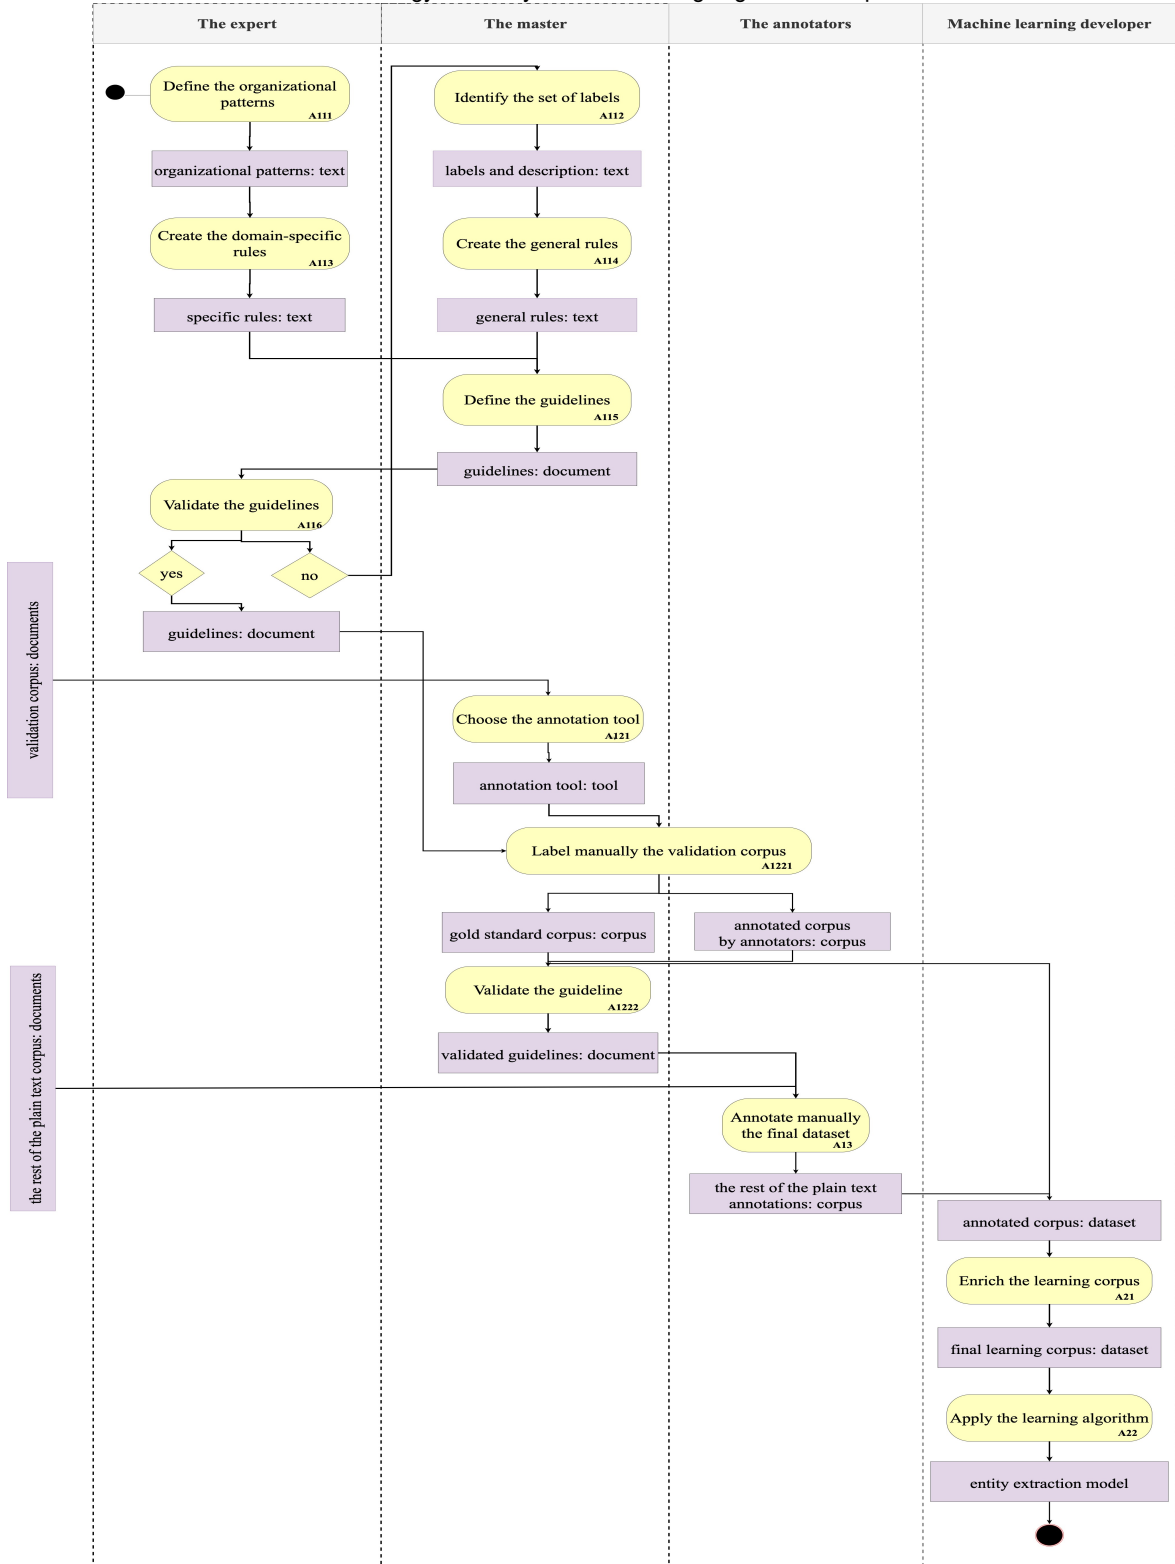 The expert
The master
The annotators
Machine learning developer
Define the organizational
patterns
A111
Identify the set of labels
A112
organizational patterns: text
labels and description: text
Create the domain-specific
rules
A113
Create the general rules
A114
specific rules: text
general rules: text
Define the guidelines
A115
guidelines: document
Validate the guidelines
A116
yes
no
guidelines: document
validation corpus: documents
Choose the annotation tool
A121
annotation tool: tool
Label manually the validation corpus
A1221
gold standard corpus: corpus
annotated corpus
by annotators: corpus
Validate the guideline
A1222
validated guidelines: document
the rest of the plain text corpus: documents
Annotate manually
the final dataset
A13
the rest of the plain text
annotations: corpus
annotated corpus: dataset
Enrich the learning corpus
A21
final learning corpus: dataset
Apply the learning algorithm
A22
entity extraction model